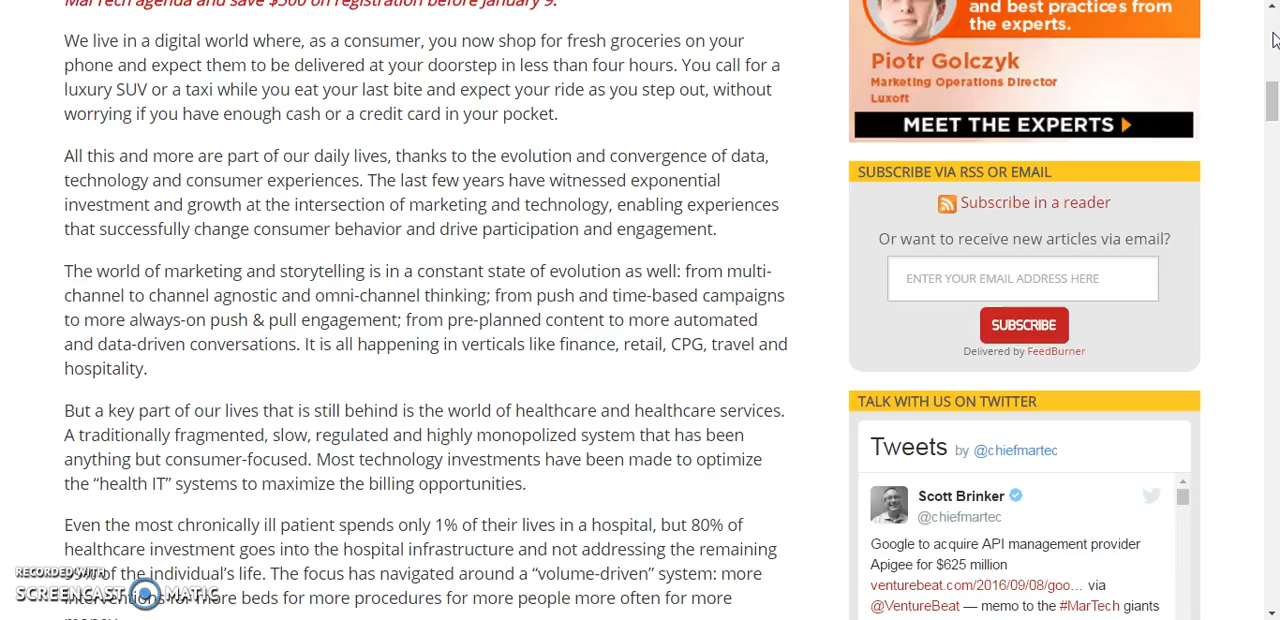 MarTech agenda and save $500 on registration before January 9.
We live in a digital world where, as a consumer, you now shop for fresh groceries on your
phone and expect them to be delivered at your doorstep in less than four hours. You call for a
luxury SUV or a taxi while you eat your last bite and expect your ride as you step out, without
worrying if you have enough cash or a credit card in your pocket.
All this and more are part of our daily lives, thanks to the evolution and convergence of data,
technology and consumer experiences. The last few years have witnessed exponential
investment and growth at the intersection of marketing and technology, enabling experiences
that successfully change consumer behavior and drive participation and engagement.
The world of marketing and storytelling is in a constant state of evolution as well: from multi-
channel to channel agnostic and omni-channel thinking; from push and time-based campaigns
to more always-on push & pull engagement; from pre-planned content to more automated
and data-driven conversations. It is all happening in verticals like finance, retail, CPG, travel and
hospitality.
But a key part of our lives that is still behind is the world of healthcare and healthcare services.
A traditionally fragmented, slow, regulated and highly monopolized system that has been
anything but consumer-focused. Most technology investments have been made to optimize
the “health IT” systems to maximize the billing opportunities.
Even the most chronically ill patient spends only 1% of their lives in a hospital, but 80% of
healthcare investment goes into the hospital infrastructure and not addressing the remaining
of the individual’s life. The focus has navigated around a “volume-driven” system: more
interventions for more beds for more procedures for more people more often for more
RECORDED WITH
SCREENCAST MATIC
and best practices from
the experts.
Piotr Golczyk
Marketing Operations Director
Luxoft
MEET THE EXPERTS
SUBSCRIBE VIA RSS OR EMAIL
Subscribe in a reader
Or want to receive new articles via email?
ENTER YOUR EMAIL ADDRESS HERE
SUBSCRIBE
Delivered by FeedBurner
TALK WITH US ON TWITTER
Tweets by @chiefmartec
Scott Brinker
@chiefmartec
Google to acquire API management provider
Apigee for $625 million
venturebeat.com/2016/09/08/goo... via
@VentureBeat — memo to the #MarTech giants